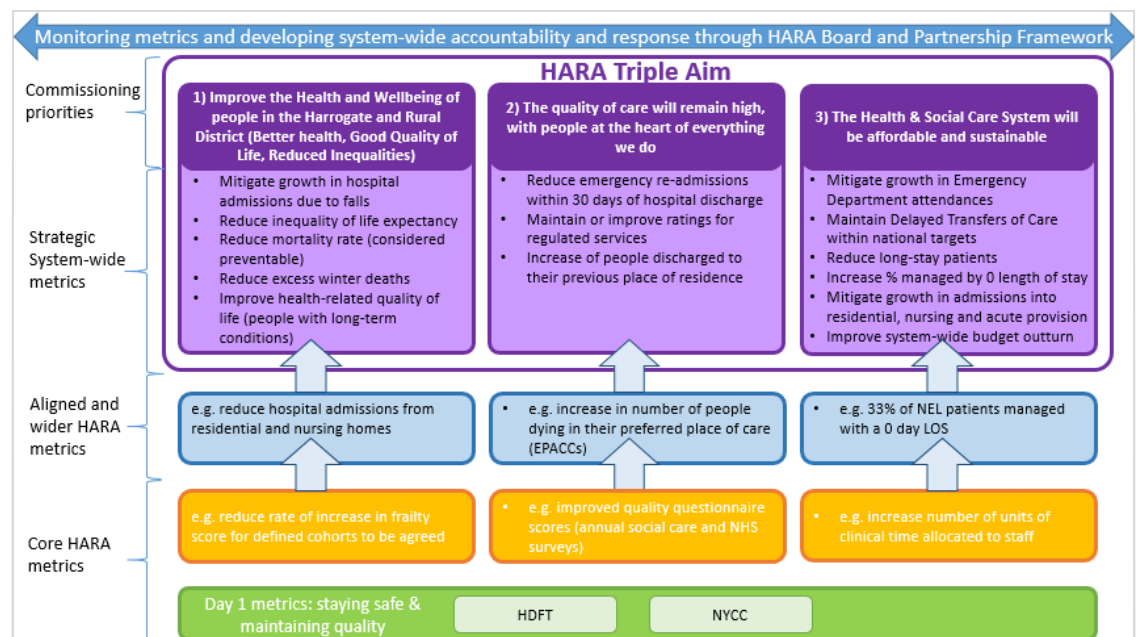 Monitoring metrics and developing system-wide accountability and response through HARA Board and Partnership Framework
HARA Triple Aim
Commissioning
priorities
1) Improve the Health and Wellbeing of
people in the Harrogate and Rural
District (Better health, Good Quality of
Life, Reduced Inequalities)
2) The quality of care will remain high,
with people at the heart of everything
we do
3) The Health & Social Care System will
be affordable and sustainable
Strategic
System-wide
metrics
• Mitigate growth in hospital
admissions due to falls
• Reduce inequality of life expectancy
• Reduce mortality rate (considered
preventable)
• Reduce excess winter deaths
• Improve health-related quality of
life (people with long-term
conditions)
• Reduce emergency re-admissions
within 30 days of hospital discharge
• Maintain or improve ratings for
regulated services
• Increase of people discharged to
their previous place of residence
• Mitigate growth in Emergency
Department attendances
• Maintain Delayed Transfers of Care
within national targets
• Reduce long-stay patients
• Increase % managed by 0 length of stay
• Mitigate growth in admissions into
residential, nursing and acute provision
• Improve system-wide budget outturn
Aligned and
wider HARA
metrics
e.g. reduce hospital admissions from
residential and nursing homes
• e.g. increase in number of people
dying in their preferred place of care
(EPACCs)
• e.g. 33% of NEL patients managed
with a 0 day LOS
Core HARA
metrics
e.g. reduce rate of increase in frailty
score for defined cohorts to be agreed
• e.g. improved quality questionnaire
scores (annual social care and NHS
surveys)
• e.g. increase number of units of
clinical time allocated to staff
Day 1 metrics: staying safe &
maintaining quality
HDFT
NYCC